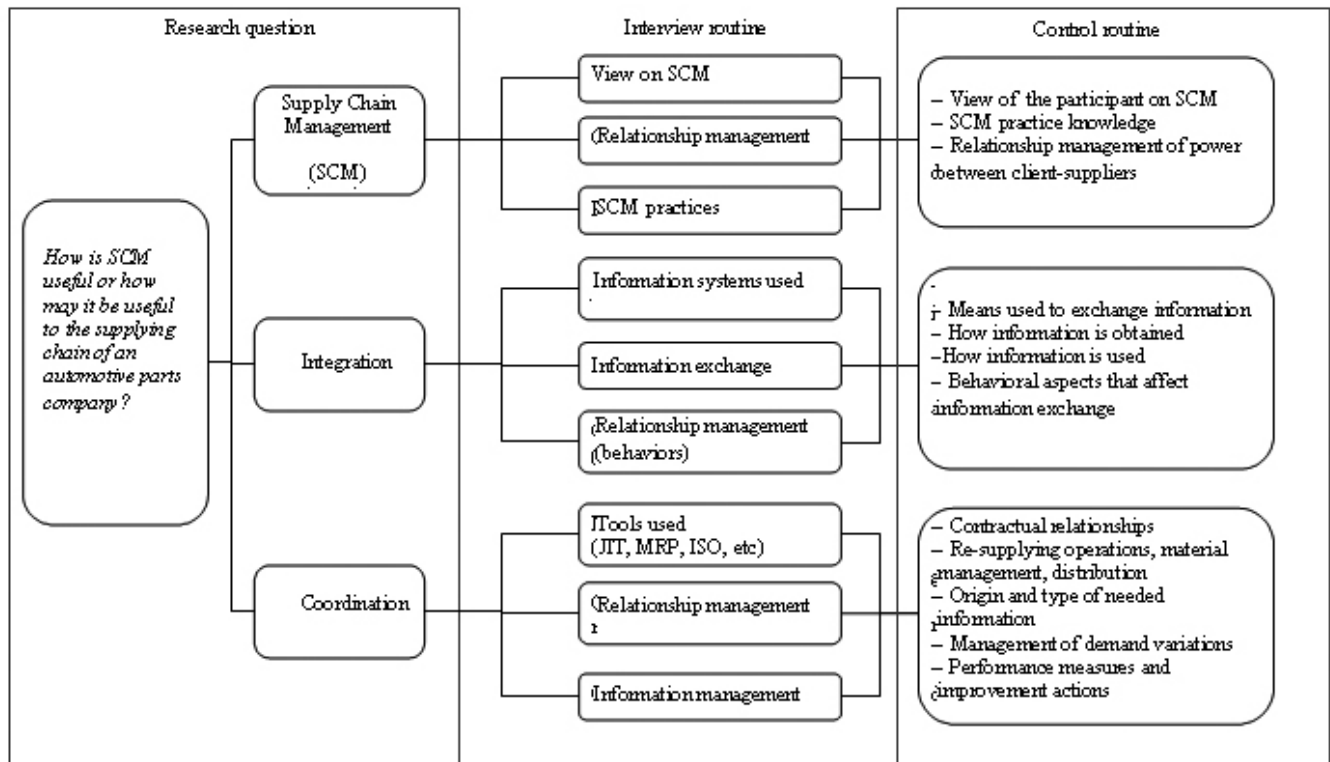 Research question
Interview routine
Control routine
How is SCM
useful or how
may it be useful
to the supplying
chain of an
automotive parts
company?
Supply Chain
Management
(SCM)
Integration
Coordination
View on SCM
Relationship management
SCM practices
Information systems used
Information exchange
Relationship management
(behaviors)
Tools used
(JIT, MRP, ISO, etc)
Relationship management
Information management
– View of the participant on SCM
– SCM practice knowledge
– Relationship management of power
between client-suppliers
– Means used to exchange information
– How information is obtained
–How information is used
– Behavioral aspects that affect
information exchange
– Contractual relationships
– Re-supplying operations, material
management, distribution
– Origin and type of needed
information
– Management of demand variations
– Performance measures and
improvement actions